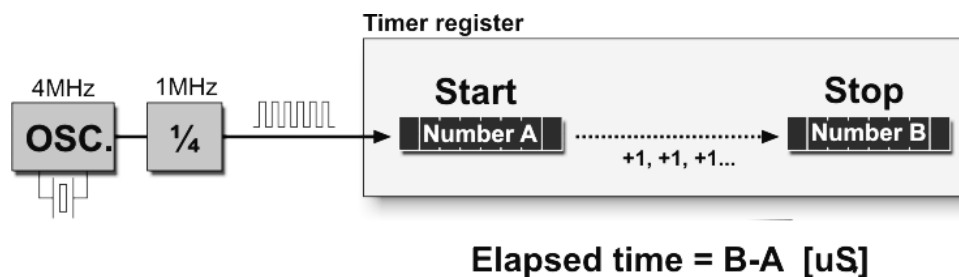 Timer register
4MHz
1MHz
Start
Stop
OSC.
¼
Number A
Number B
+1, +1, +1...
Elapsed time = B-A [uS]